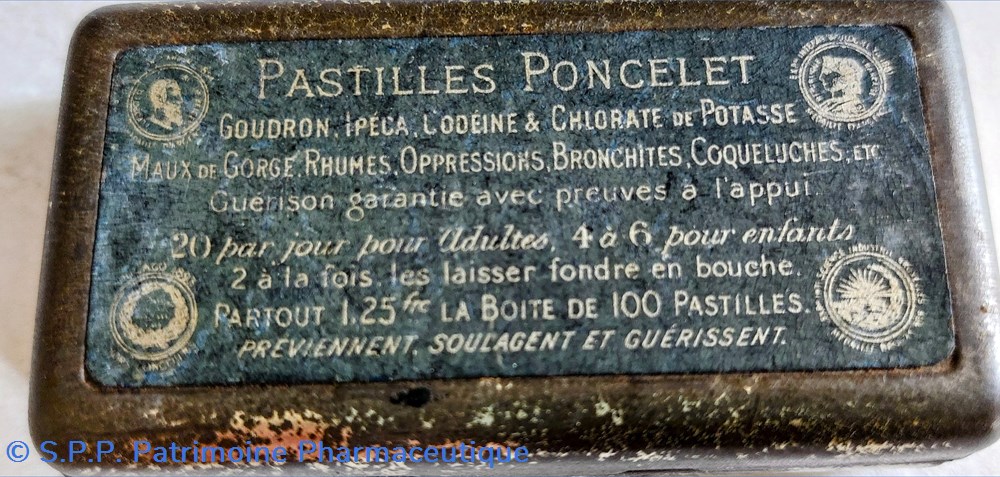 PASTILLES PONCELET
GOUDRON, IPÉCA, CODÉINE & CHLORATE DE POTASSE
MAUX DE GORGE, RHUMES, OPPRESSIONS, BRONCHITES, COQUELUCHES, ETC
Guérison garantie avec preuves à l'appui.
20 par jour pour Adultes, 4 à 6 pour enfants
2 à la fois, les laisser fondre en bouche.
PARTOUT 1.25 frc LA BOITE DE 100 PASTILLES.
PRÉVIENNENT, SOULAGENT ET GUÉRISSENT.
© S.P.P. Patrimoine Pharmaceutique